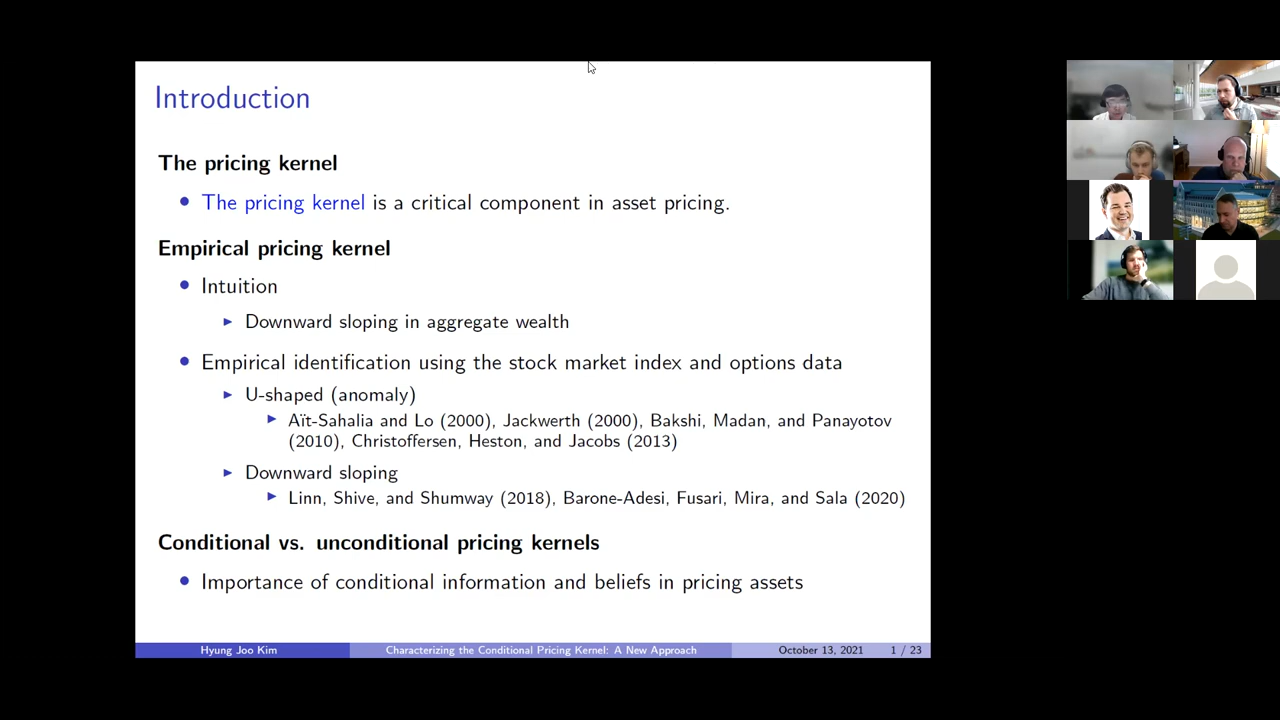 Introduction
The pricing kernel
• The pricing kernel is a critical component in asset pricing.
Empirical pricing kernel
• Intuition
▶ Downward sloping in aggregate wealth
• Empirical identification using the stock market index and options data
▶ U-shaped (anomaly)
▶ Aït-Sahalia and Lo (2000), Jackwerth (2000), Bakshi, Madan, and Panayotov
(2010), Christoffersen, Heston, and Jacobs (2013)
▶ Downward sloping
▶ Linn, Shive, and Shumway (2018), Barone-Adesi, Fusari, Mira, and Sala (2020)
Conditional vs. unconditional pricing kernels
• Importance of conditional information and beliefs in pricing assets
Hyung Joo Kim Characterizing the Conditional Pricing Kernel: A New Approach October 13, 2021 1 / 23